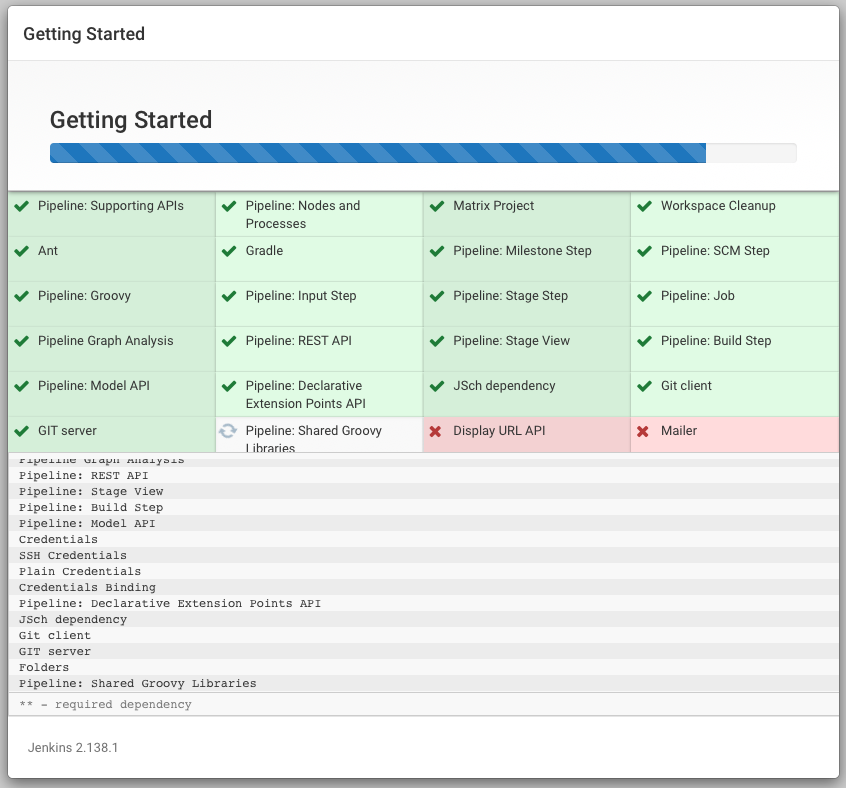 Getting Started
Getting Started
Pipeline: Supporting APIs
Pipeline: Nodes and
Processes
Matrix Project
Workspace Cleanup
Ant
Gradle
Pipeline: Milestone Step
Pipeline: SCM Step
Pipeline: Groovy
Pipeline: Input Step
Pipeline: Stage Step
Pipeline: Job
Pipeline Graph Analysis
Pipeline: REST API
Pipeline: Stage View
Pipeline: Build Step
Pipeline: Model API
Pipeline: Declarative
Extension Points API
JSch dependency
Git client
GIT server
Pipeline: Shared Groovy
Libraries
Display URL API
Mailer
Pipeline Graph Analysis
Pipeline: REST API
Pipeline: Stage View
Pipeline: Build Step
Pipeline: Model API
Credentials
SSH Credentials
Plain Credentials
Credentials Binding
Pipeline: Declarative Extension Points API
JSch dependency
Git client
GIT server
Folders
Pipeline: Shared Groovy Libraries
** - required dependency
Jenkins 2.138.1